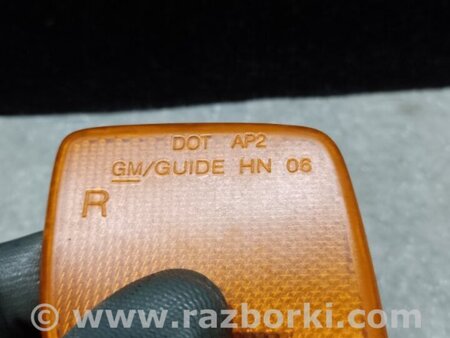 DOT AP2
GM/GUIDE HN 06
R
© www.razborki.com